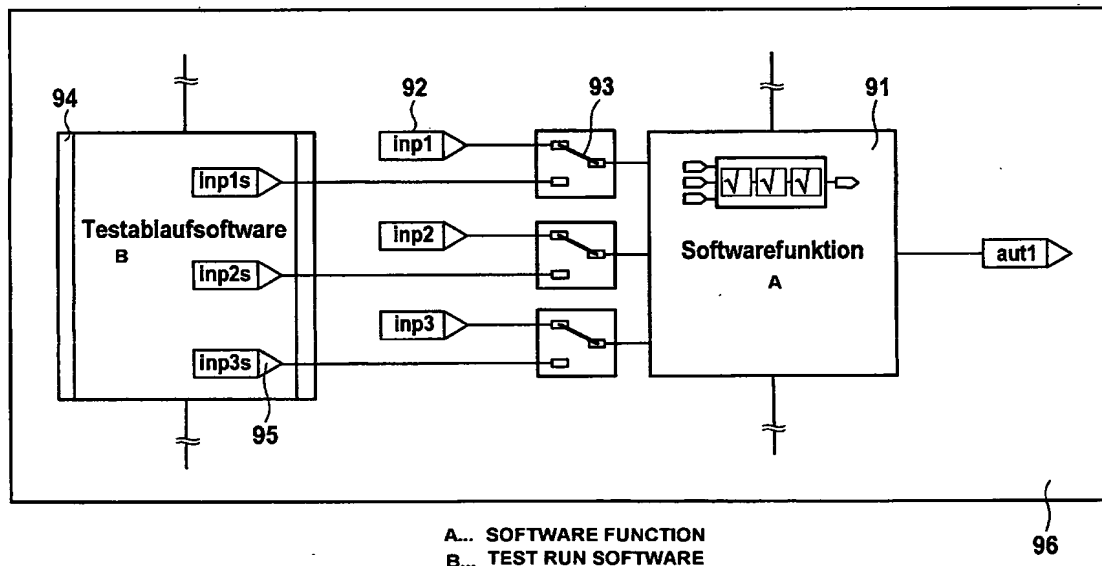 94
92
93
91
inp1
inp1s
Testablaufsoftware
B
inp2
inp2s
Softwarefunktion
A
aut1
inp3
inp3s
95
A... SOFTWARE FUNCTION
B... TEST RUN SOFTWARE
96